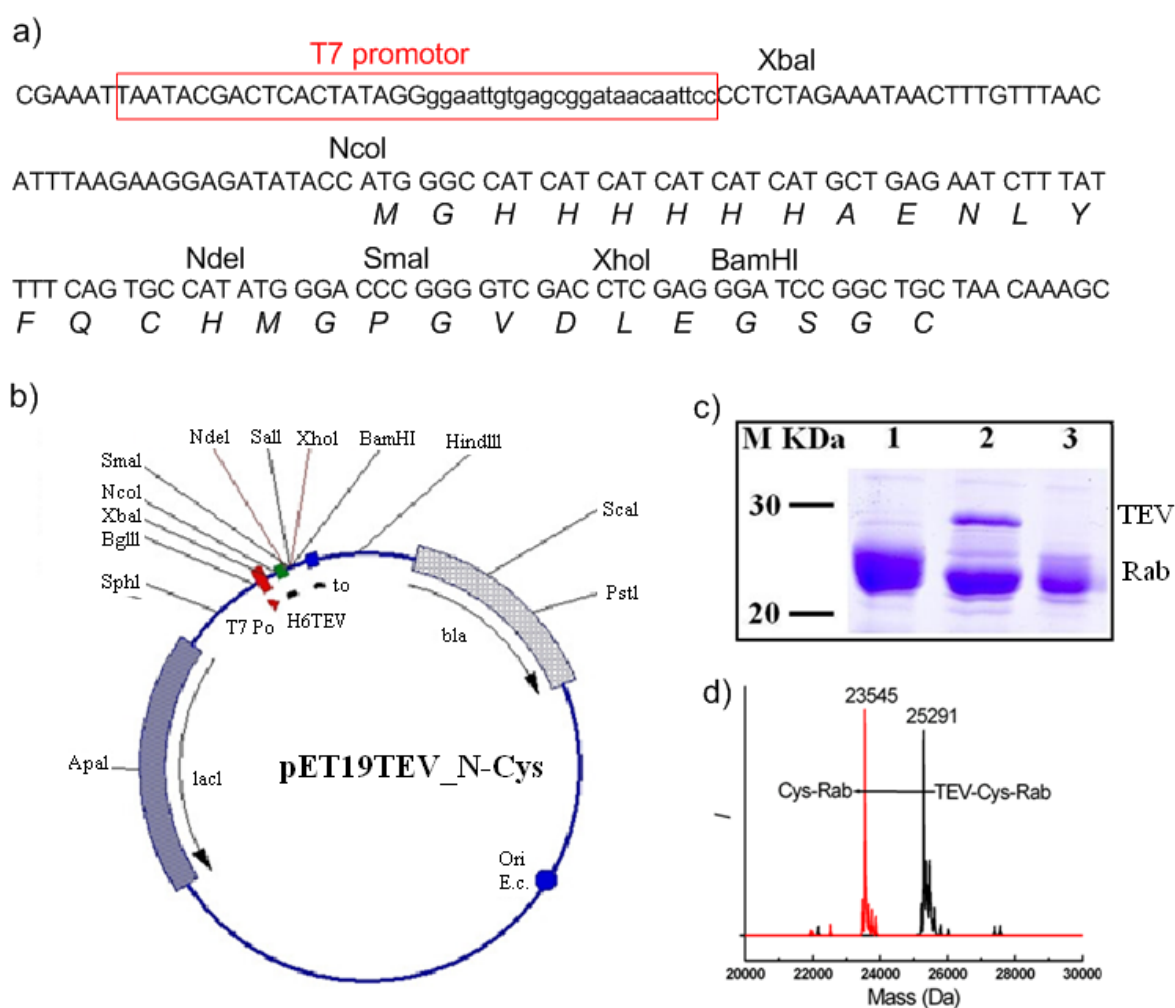 a)
T7 promotor
XbaI
CGAAATTAATACGACTCACTATAGGggaattgtgagcggataacaattccCCTCTAGAAATAACTTTGTTTAAC
NcoI
ATTTAAGAAGGAGATATACCATG GGC CAT CAT CAT CAT CAT CAT GCT GAG AAT CTT TAT
M G H H H H H H A E N L Y
NdeI SmaI XhoI BamHI
TTT CAG TGC CAT ATG GGA CCC GGG GTC GAC CTC GAG GGA TCC GGC TGC TAA CAAAGC
F Q C H M G P G V D L E G S G C
b)
NdeI SalI XhoI BamHI HindIII
SmaI
NcoI
XbaI
BglII
SphI
ScaI
PstI
to
H6TEV
T7 Po
bla
ApaI
lacI
pET19TEV_N-Cys
Ori
E.c.
c)
M KDa 1 2 3
30
TEV
Rab
20
d)
23545
25291
Cys-Rab
TEV-Cys-Rab
I
20000 22000 24000 26000 28000 30000
Mass (Da)